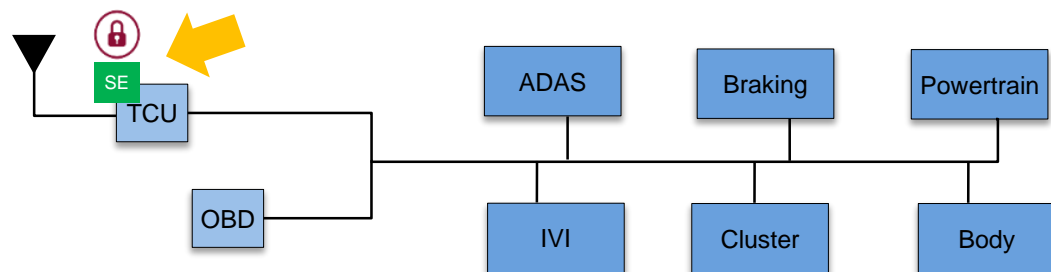 SE
TCU
OBD
ADAS
Braking
Powertrain
IVI
Cluster
Body